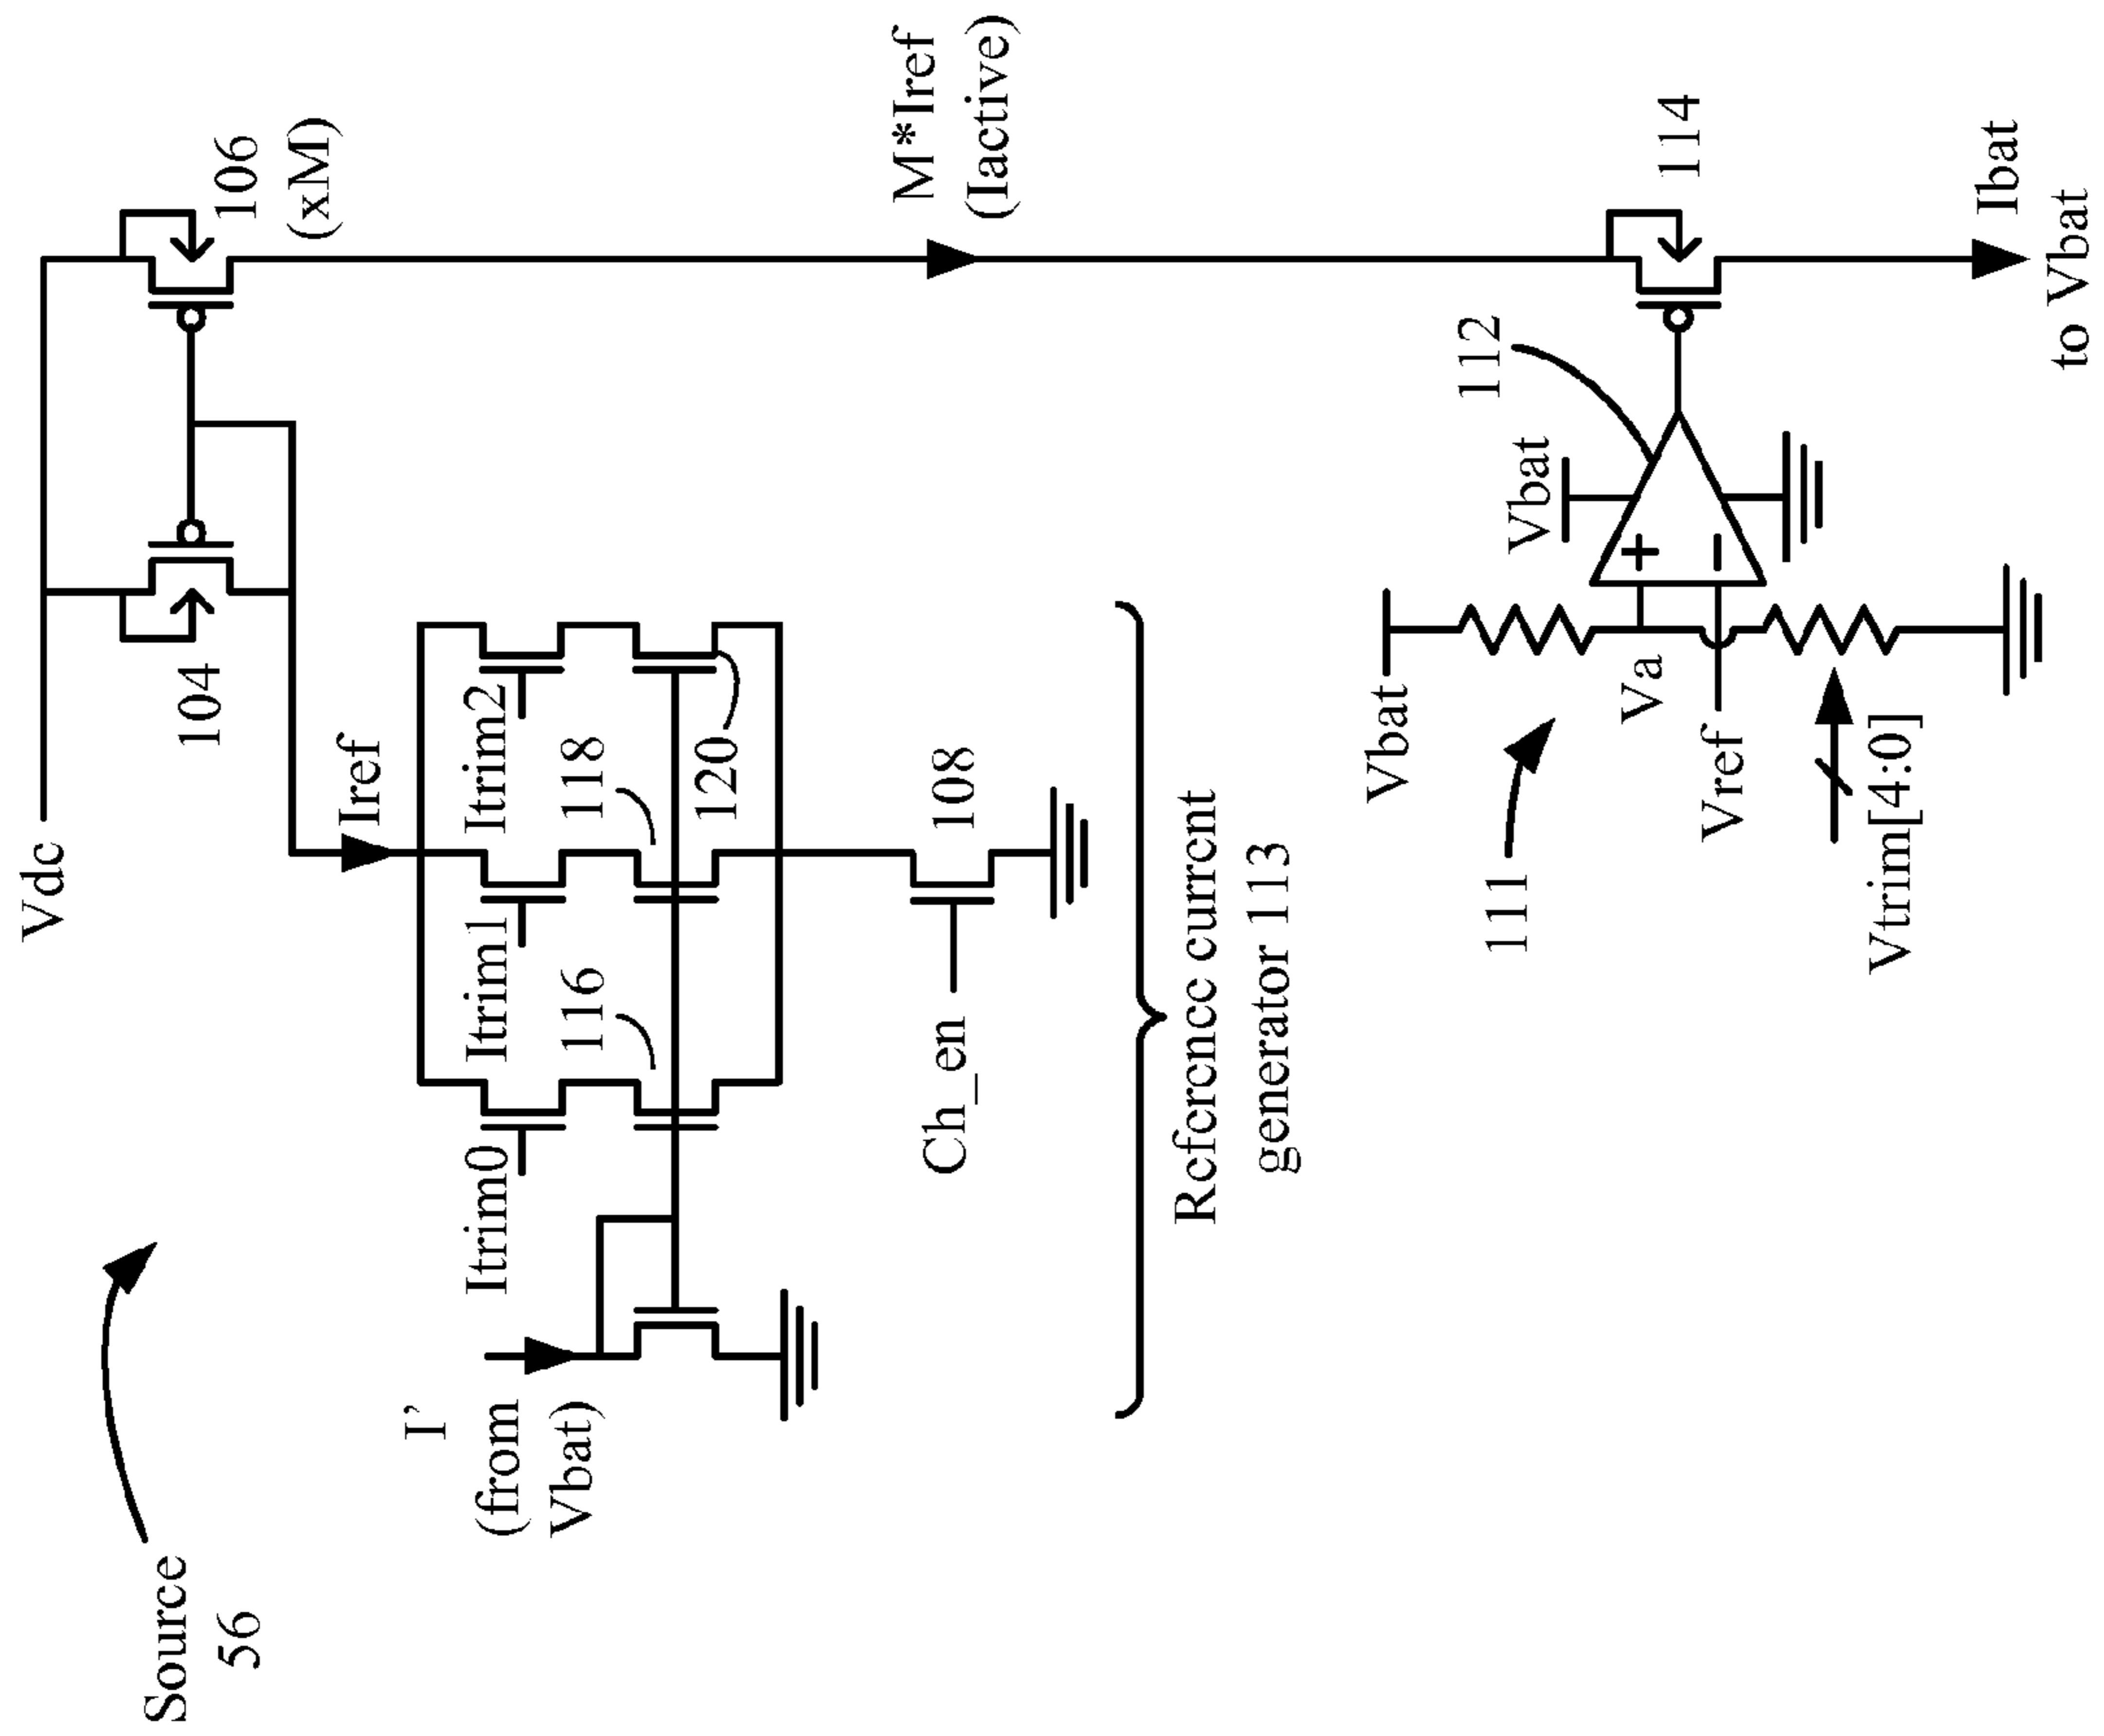 Vdc
Source
56
104
106
(xM)
Iref
I'
(from
Vbat)
Itrim0
Itrim1
Itrim2
116
118
120
M*Iref
(Iactive)
Ch_en
108
Reference current
generator 113
Vbat
112
111
Vbat
+
−
Va
114
Vref
Vtrim[4:0]
Ibat
to Vbat